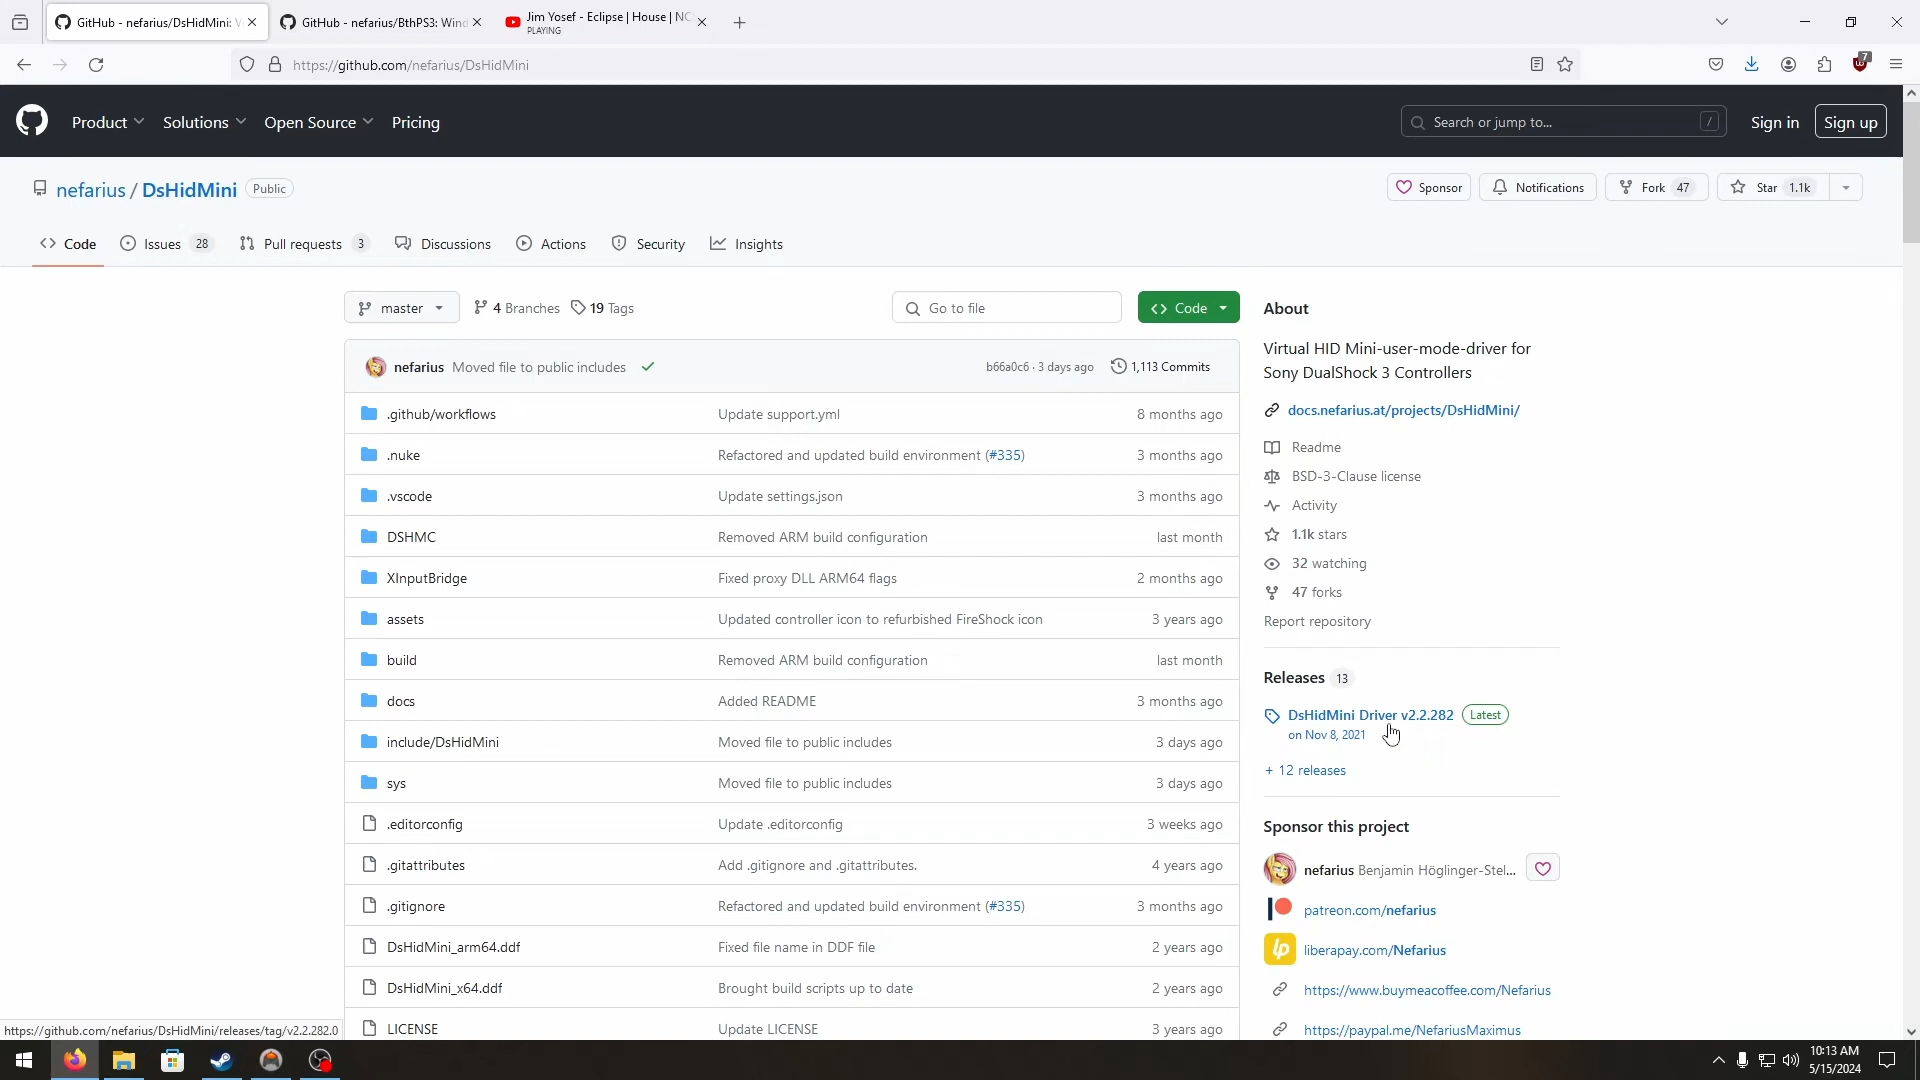 GitHub - nefarius/DsHidMini: V
GitHub - nefarius/BthPS3: Wind
Jim Yosef - Eclipse | House | NC
PLAYING
https://github.com/nefarius/DsHidMini
7
Product
Solutions
Open Source
Pricing
Search or jump to...
/
Sign in
Sign up
nefarius / DsHidMini
Public
Sponsor
Notifications
Fork 47
Star 1.1k
Code
Issues 28
Pull requests 3
Discussions
Actions
Security
Insights
master
4 Branches
19 Tags
Go to file
Code
nefarius Moved file to public includes
b66a0c6 · 3 days ago
1,113 Commits
.github/workflows Update support.yml 8 months ago
.nuke Refactored and updated build environment (#335) 3 months ago
.vscode Update settings.json 3 months ago
DSHMC Removed ARM build configuration last month
XInputBridge Fixed proxy DLL ARM64 flags 2 months ago
assets Updated controller icon to refurbished FireShock icon 3 years ago
build Removed ARM build configuration last month
docs Added README 3 months ago
include/DsHidMini Moved file to public includes 3 days ago
sys Moved file to public includes 3 days ago
.editorconfig Update .editorconfig 3 weeks ago
.gitattributes Add .gitignore and .gitattributes. 4 years ago
.gitignore Refactored and updated build environment (#335) 3 months ago
DsHidMini_arm64.ddf Fixed file name in DDF file 2 years ago
DsHidMini_x64.ddf Brought build scripts up to date 2 years ago
LICENSE Update LICENSE 3 years ago
About
Virtual HID Mini-user-mode-driver for
Sony DualShock 3 Controllers
docs.nefarius.at/projects/DsHidMini/
Readme
BSD-3-Clause license
Activity
1.1k stars
32 watching
47 forks
Report repository
Releases 13
DsHidMini Driver v2.2.282 Latest
on Nov 8, 2021
+ 12 releases
Sponsor this project
nefarius Benjamin Höglinger-Stel...
patreon.com/nefarius
lp
liberapay.com/Nefarius
https://www.buymeacoffee.com/Nefarius
https://paypal.me/NefariusMaximus
https://github.com/nefarius/DsHidMini/releases/tag/v2.2.282.0
10:13 AM
5/15/2024